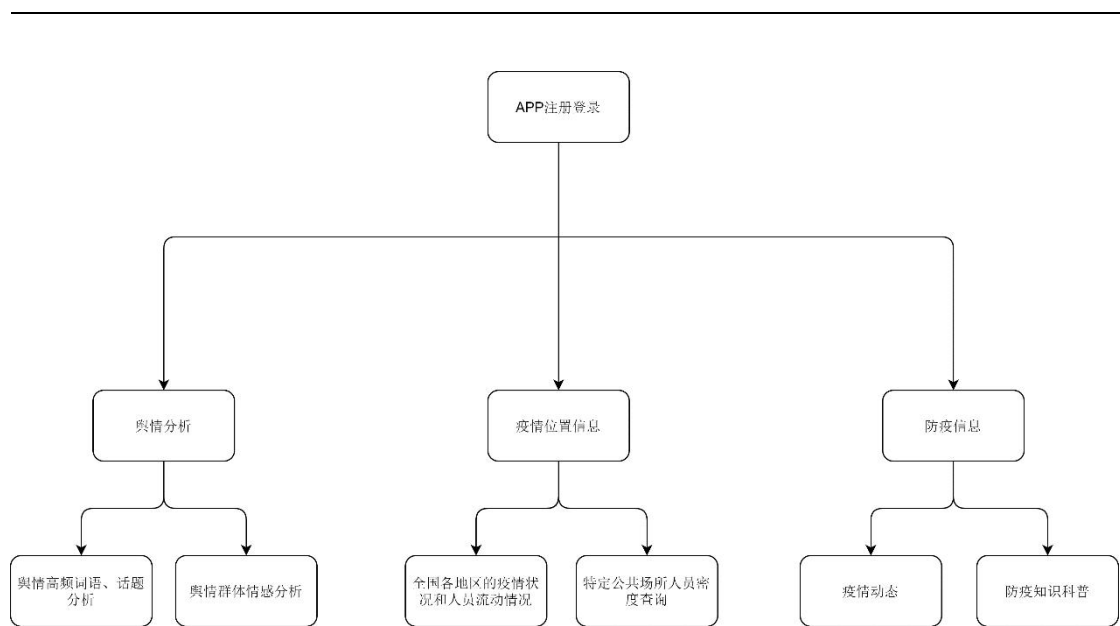 APP注册登录
舆情分析
疫情位置信息
防疫信息
舆情高频词语、话题
分析
舆情群体情感分析
全国各地区的疫情状
况和人员流动情况
特定公共场所人员密
度查询
疫情动态
防疫知识科普